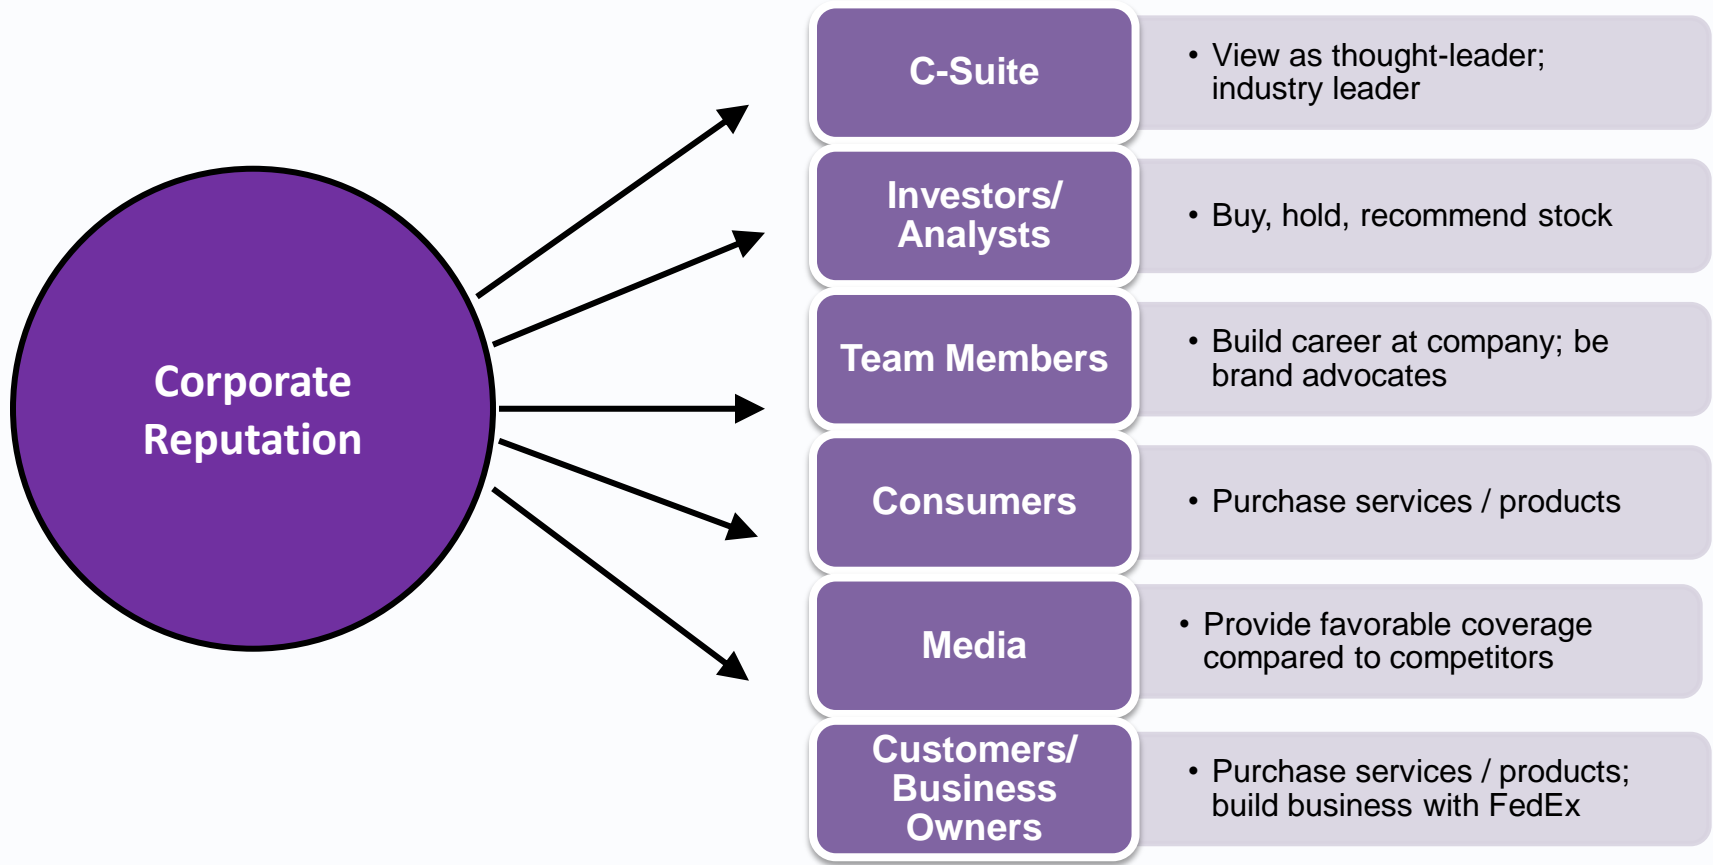 Corporate
Reputation
C-Suite
• View as thought-leader;
industry leader
Investors/
Analysts
• Buy, hold, recommend stock
Team Members
• Build career at company; be
brand advocates
Consumers
• Purchase services / products
Media
• Provide favorable coverage
compared to competitors
Customers/
Business
Owners
• Purchase services / products;
build business with FedEx